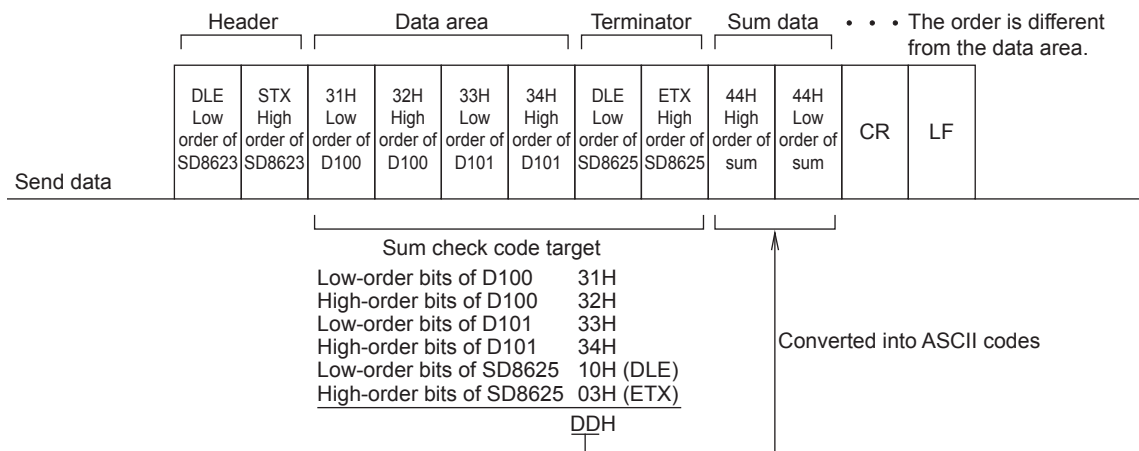 Header Data area Terminator Sum data • • • The order is different
from the data area.
DLE Low order of SD8623
STX High order of SD8623
31H Low order of D100
32H High order of D100
33H Low order of D101
34H High order of D101
DLE Low order of SD8625
ETX High order of SD8625
44H High order of sum
44H Low order of sum
CR
LF
Send data
Sum check code target
Low-order bits of D100 31H
High-order bits of D100 32H
Low-order bits of D101 33H
High-order bits of D101 34H
Low-order bits of SD8625 10H (DLE)
High-order bits of SD8625 03H (ETX)
DDH
Converted into ASCII codes